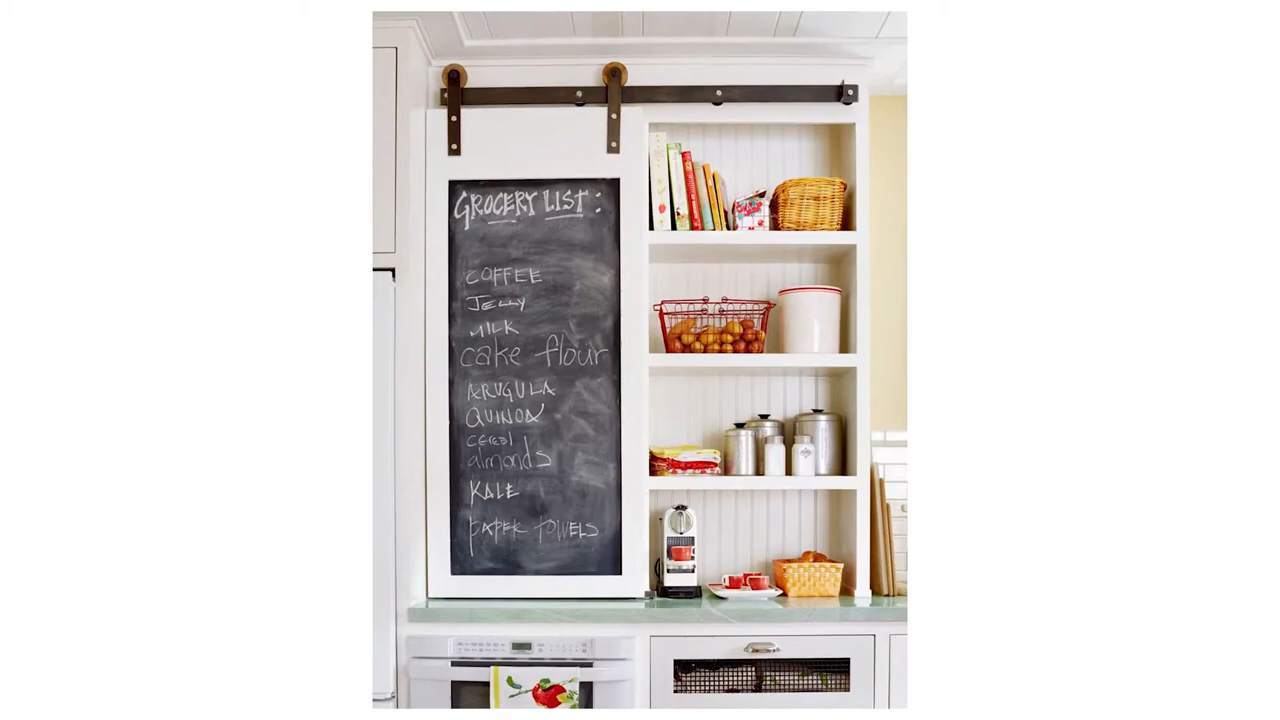 GROCERY LIST:
COFFEE
JELLY
MILK
cake flour
ARUGULA
QUINOA
cereal
almonds
KALE
PAPER TOWELS